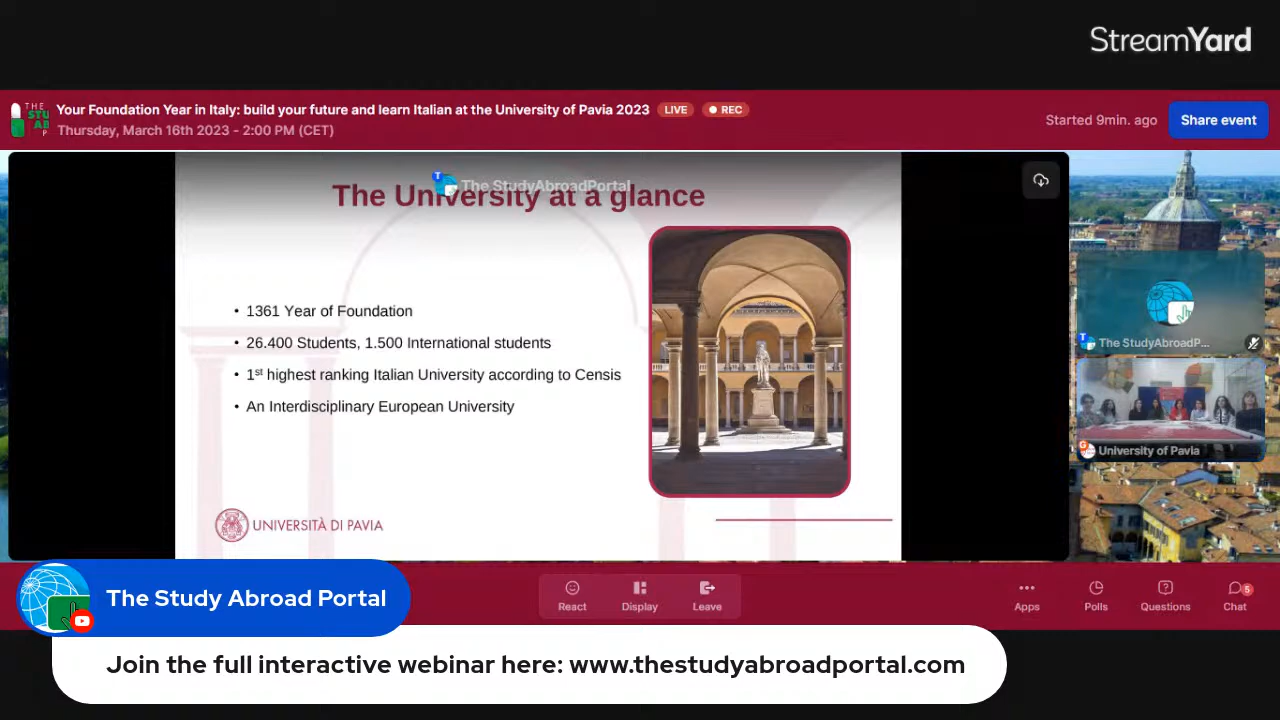 StreamYard
THE
STU
AB
P
Your Foundation Year in Italy: build your future and learn Italian at the University of Pavia 2023
LIVE
REC
Thursday, March 16th 2023 - 2:00 PM (CET)
Started 9min. ago
Share event
T
The StudyAbroadPortal
The University at a glance
• 1361 Year of Foundation
• 26.400 Students, 1.500 International students
• 1st highest ranking Italian University according to Censis
• An Interdisciplinary European University
UNIVERSITÀ DI PAVIA
T
The StudyAbroadP...
G
University of Pavia
The Study Abroad Portal
React
Display
Leave
Apps
Polls
Questions
Chat
5
Join the full interactive webinar here: www.thestudyabroadportal.com